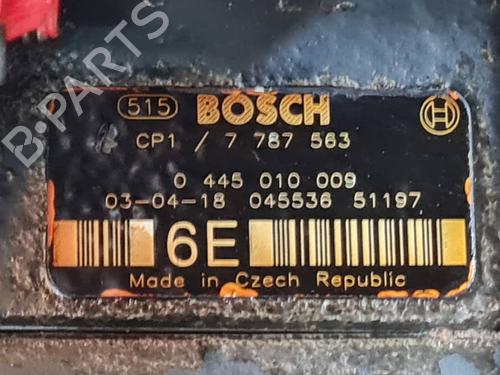 B-PARTS
515 BOSCH
CP1 / 7 787 563
0 445 010 009
03-04-18 045536 51197
6E
Made in Czech Republic